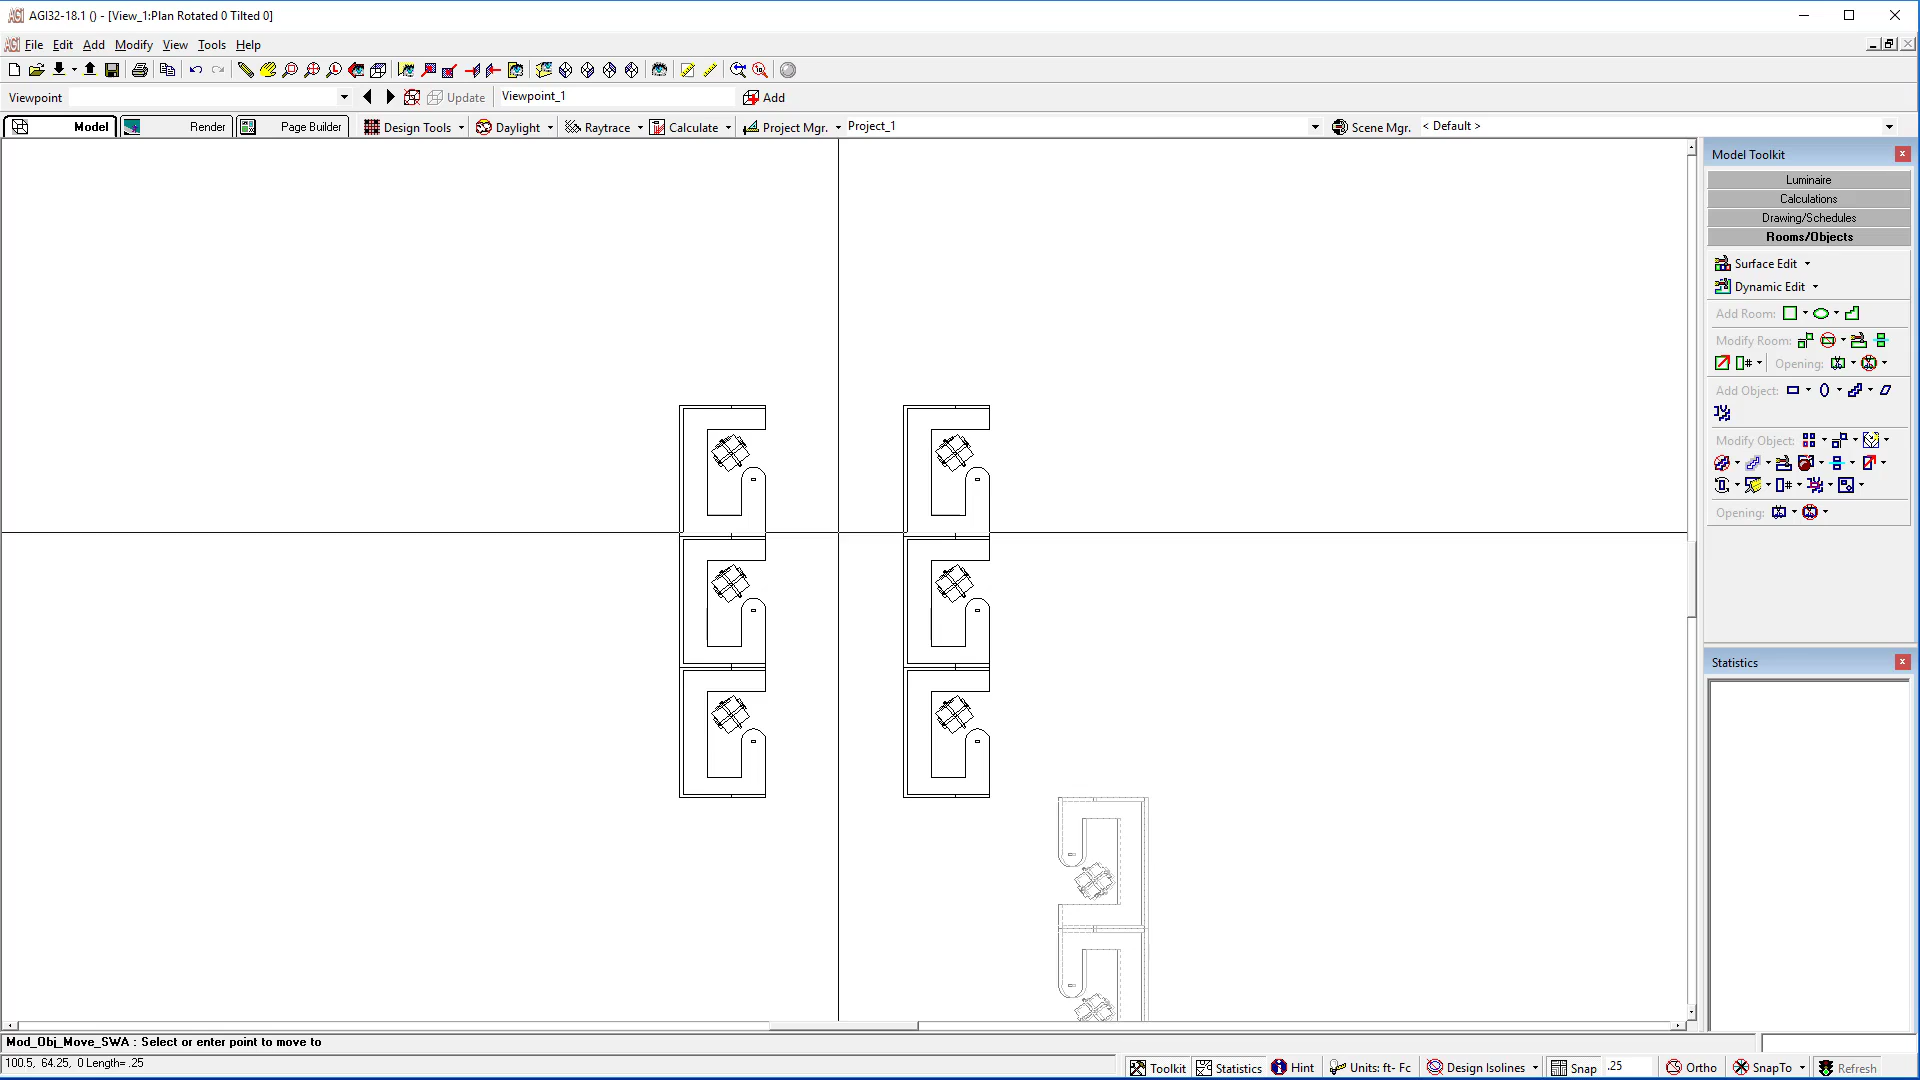 AGI32-18.1 () - [View_1:Plan Rotated 0 Tilted 0]
AGI File Edit Add Modify View Tools Help
Viewpoint Update Viewpoint_1 Add
Model Render Page Builder Design Tools Daylight Raytrace Calculate Project Mgr. Project_1 Scene Mgr. < Default >
Model Toolkit
Luminaire
Calculations
Drawing/Schedules
Rooms/Objects
Surface Edit
Dynamic Edit
Add Room:
Modify Room:
Opening:
Add Object:
Modify Object:
Opening:
Statistics
Mod_Obj_Move_SWA : Select or enter point to move to
100.5, 64.25, 0 Length= .25
Toolkit Statistics Hint Units: ft- Fc Design Isolines Snap .25 Ortho SnapTo Refresh